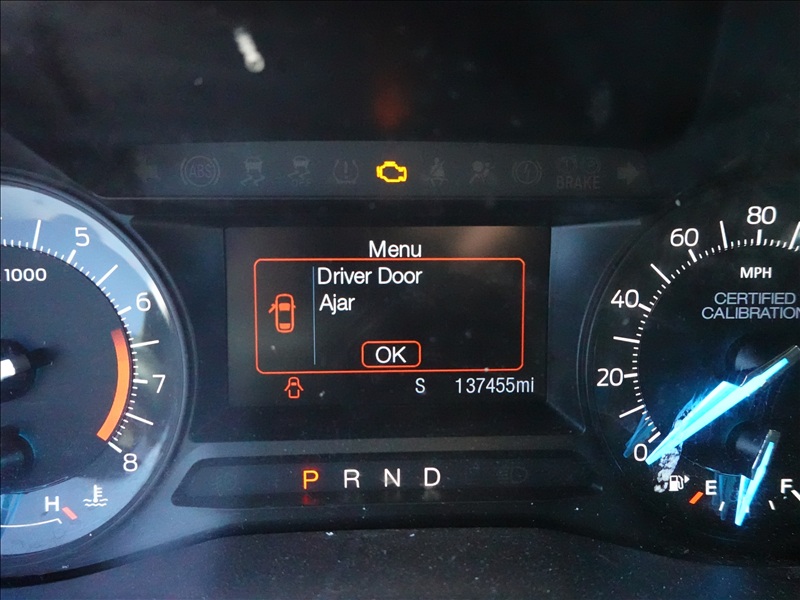 ABS
BRAKE
Menu
Driver Door
Ajar
OK
S 137455mi
P R N D
1000
5
6
7
8
H
80
60
40
20
0
MPH
CERTIFIED
CALIBRATION
E F